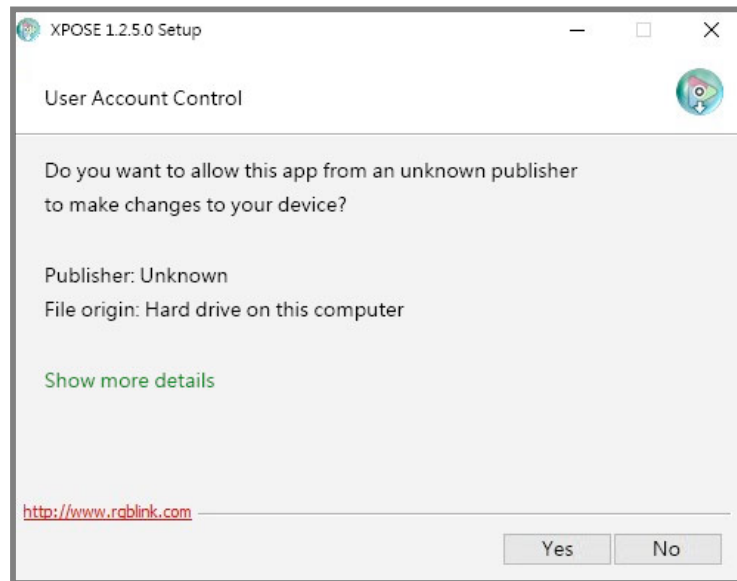 XPOSE 1.2.5.0 Setup
User Account Control
Do you want to allow this app from an unknown publisher
to make changes to your device?
Publisher: Unknown
File origin: Hard drive on this computer
Show more details
http://www.rgblink.com
Yes No